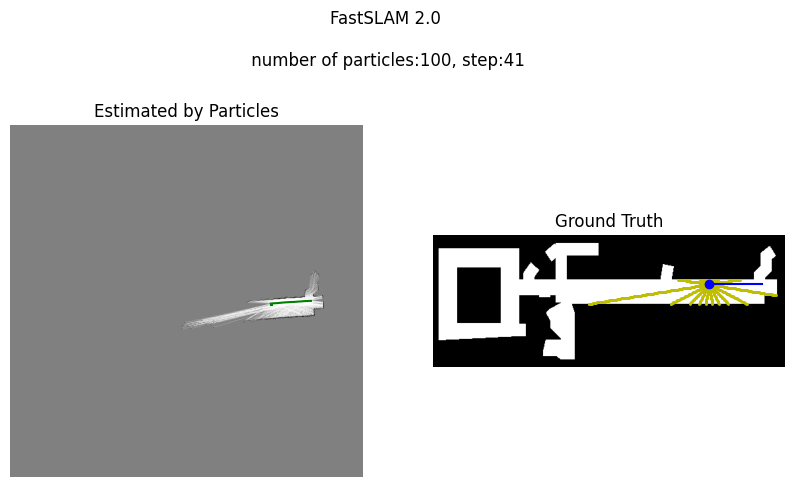 FastSLAM 2.0
number of particles:100, step:41
Estimated by Particles
Ground Truth